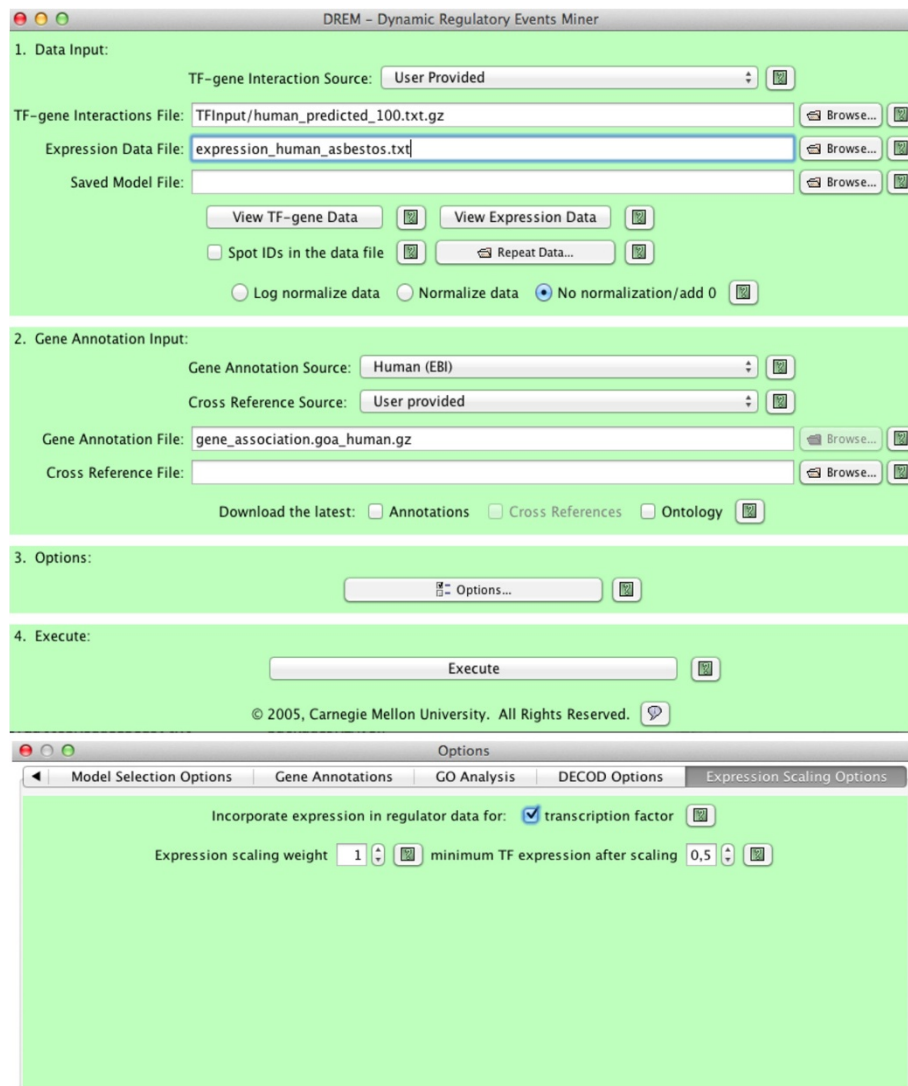 DREM – Dynamic Regulatory Events Miner
1. Data Input:
TF-gene Interaction Source: User Provided
TF-gene Interactions File: TFInput/human_predicted_100.txt.gz Browse...
Expression Data File: expression_human_asbestos.txt Browse...
Saved Model File: Browse...
View TF-gene Data View Expression Data
Spot IDs in the data file Repeat Data...
Log normalize data Normalize data No normalization/add 0
2. Gene Annotation Input:
Gene Annotation Source: Human (EBI)
Cross Reference Source: User provided
Gene Annotation File: gene_association.goa_human.gz Browse...
Cross Reference File: Browse...
Download the latest: Annotations Cross References Ontology
3. Options:
Options...
4. Execute:
Execute
© 2005, Carnegie Mellon University. All Rights Reserved.
Options
Model Selection Options Gene Annotations GO Analysis DECOD Options Expression Scaling Options
Incorporate expression in regulator data for: transcription factor
Expression scaling weight 1 minimum TF expression after scaling 0,5